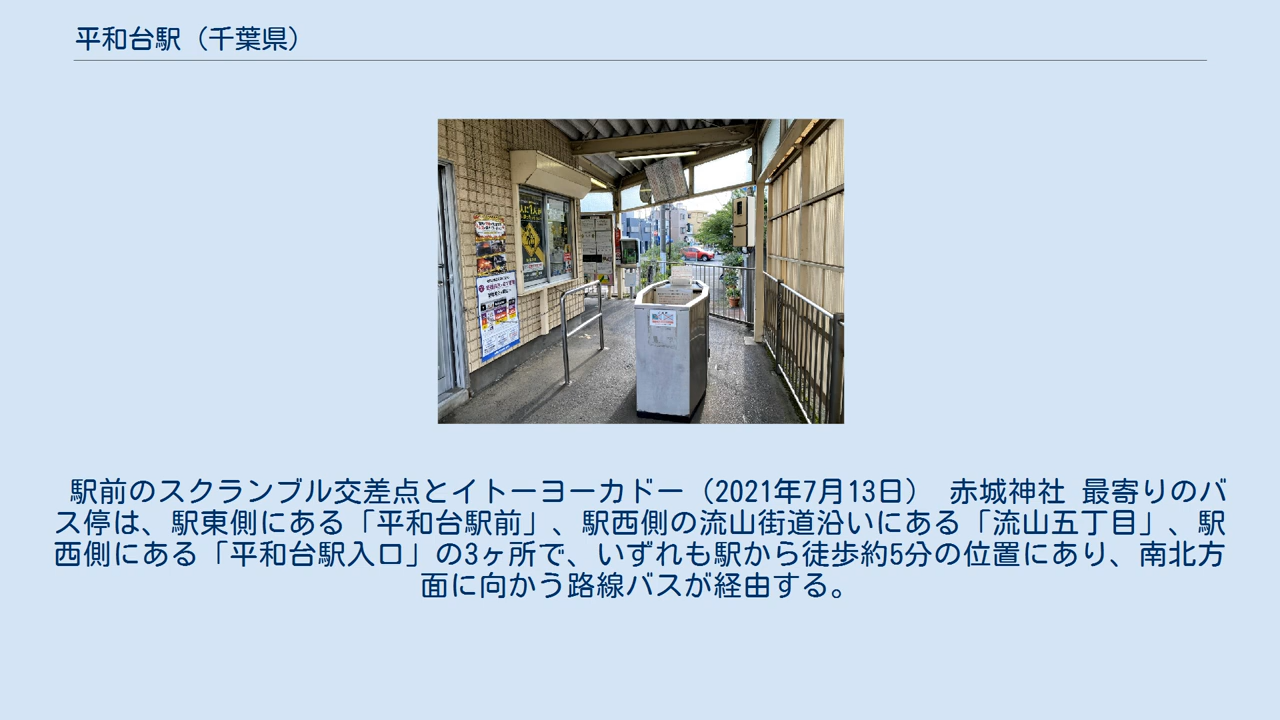 平和台駅（千葉県）
駅前のスクランブル交差点とイトーヨーカドー（2021年7月13日） 赤城神社 最寄りのバ
ス停は、駅東側にある「平和台駅前」、駅西側の流山街道沿いにある「流山五丁目」、駅
西側にある「平和台駅入口」の3ヶ所で、いずれも駅から徒歩約5分の位置にあり、南北方
面に向かう路線バスが経由する。